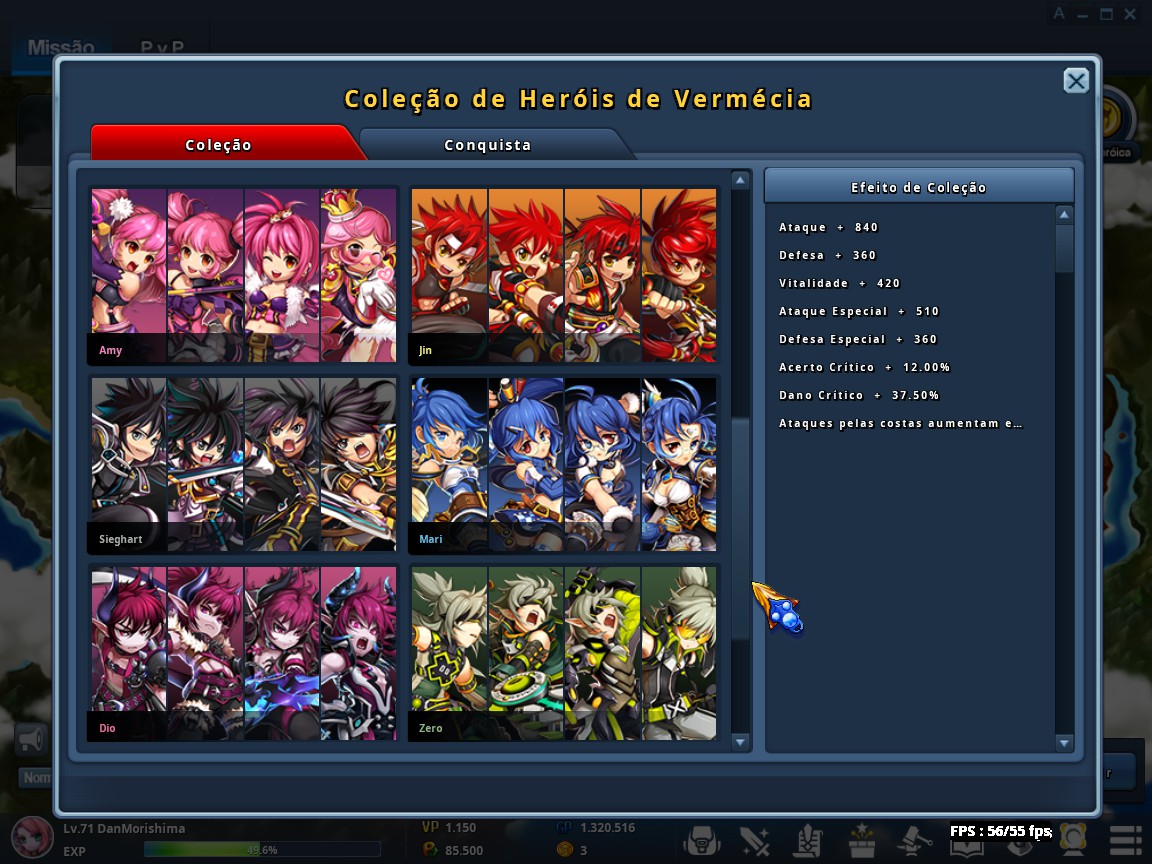 A
Missão
PvP
Coleção de Heróis de Vermécia
Coleção
Conquista
Efeito de Coleção
Ataque + 840
Defesa + 360
Vitalidade + 420
Ataque Especial + 510
Defesa Especial + 360
Acerto Crítico + 12.00%
Dano Crítico + 37.50%
Ataques pelas costas aumentam e...
Amy
Jin
Sieghart
Mari
Dio
Zero
róica
Norm
r
Lv.71 DanMorishima
EXP
49.6%
VP 1.150
85.500
GP 1.320.516
3
FPS : 56/55 fps;